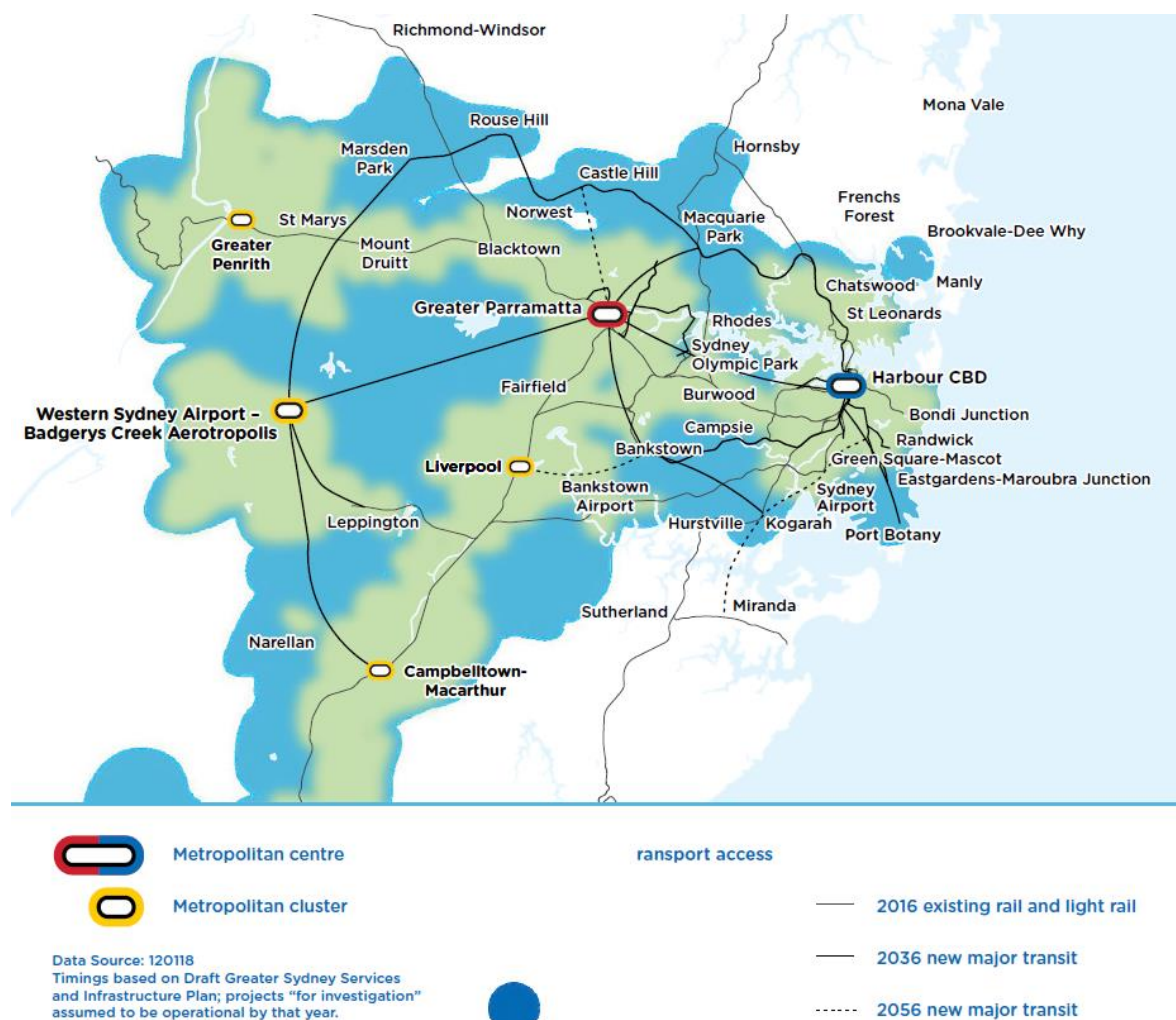 Richmond-Windsor
Mona Vale
Rouse Hill
Hornsby
Marsden
Park
Castle Hill
Frenchs
Forest
Norwest
Macquarie
Park
St Marys
Brookvale-Dee Why
Greater
Penrith
Mount
Druitt
Blacktown
Chatswood
Manly
Greater Parramatta
St Leonards
Rhodes
Sydney
Olympic Park
Harbour CBD
Fairfield
Burwood
Western Sydney Airport –
Badgerys Creek Aerotropolis
Bondi Junction
Campsie
Randwick
Bankstown
Green Square-Mascot
Liverpool
Eastgardens-Maroubra Junction
Bankstown
Airport
Sydney
Airport
Leppington
Hurstville
Kogarah
Port Botany
Sutherland
Miranda
Narellan
Campbelltown-
Macarthur
Metropolitan centre
Metropolitan cluster
Data Source: 120118
Timings based on Draft Greater Sydney Services
and Infrastructure Plan; projects “for investigation”
assumed to be operational by that year.
ransport access
2016 existing rail and light rail
2036 new major transit
2056 new major transit